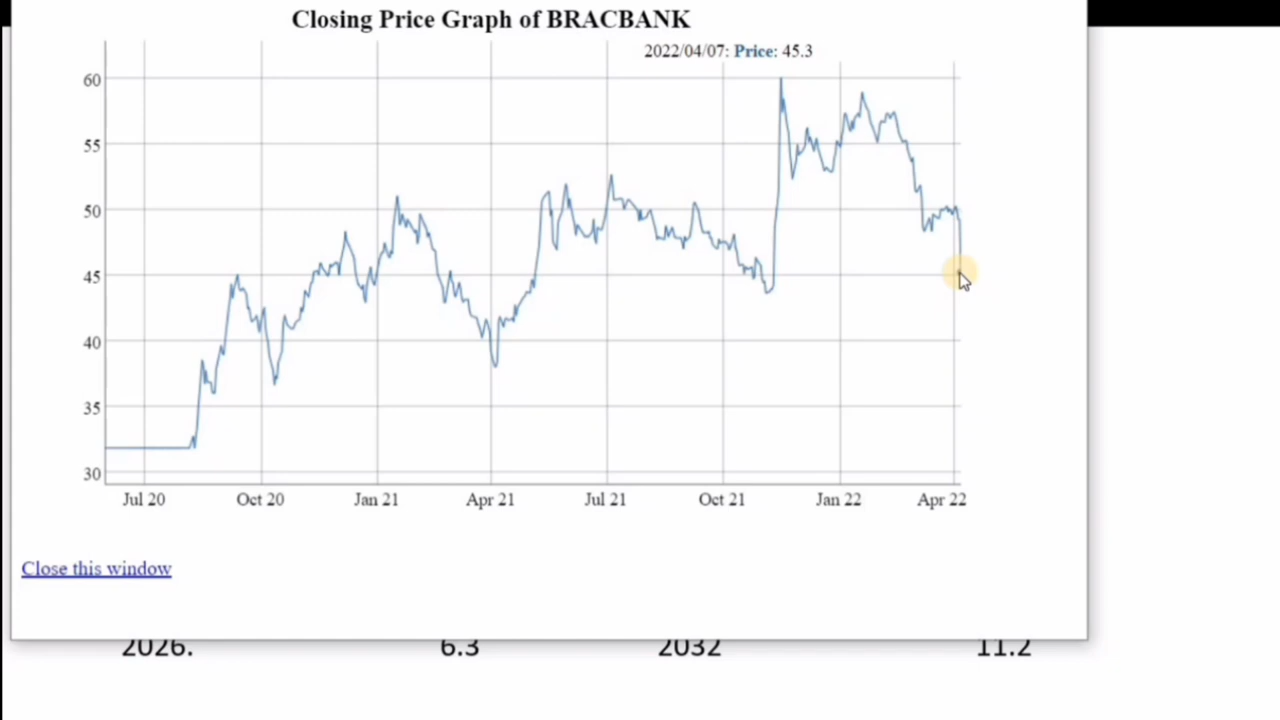 Closing Price Graph of BRACBANK
2022/04/07: Price: 45.3
60
55
50
45
40
35
30
Jul 20 Oct 20 Jan 21 Apr 21 Jul 21 Oct 21 Jan 22 Apr 22
Close this window
2026. 6.3 2032 11.2